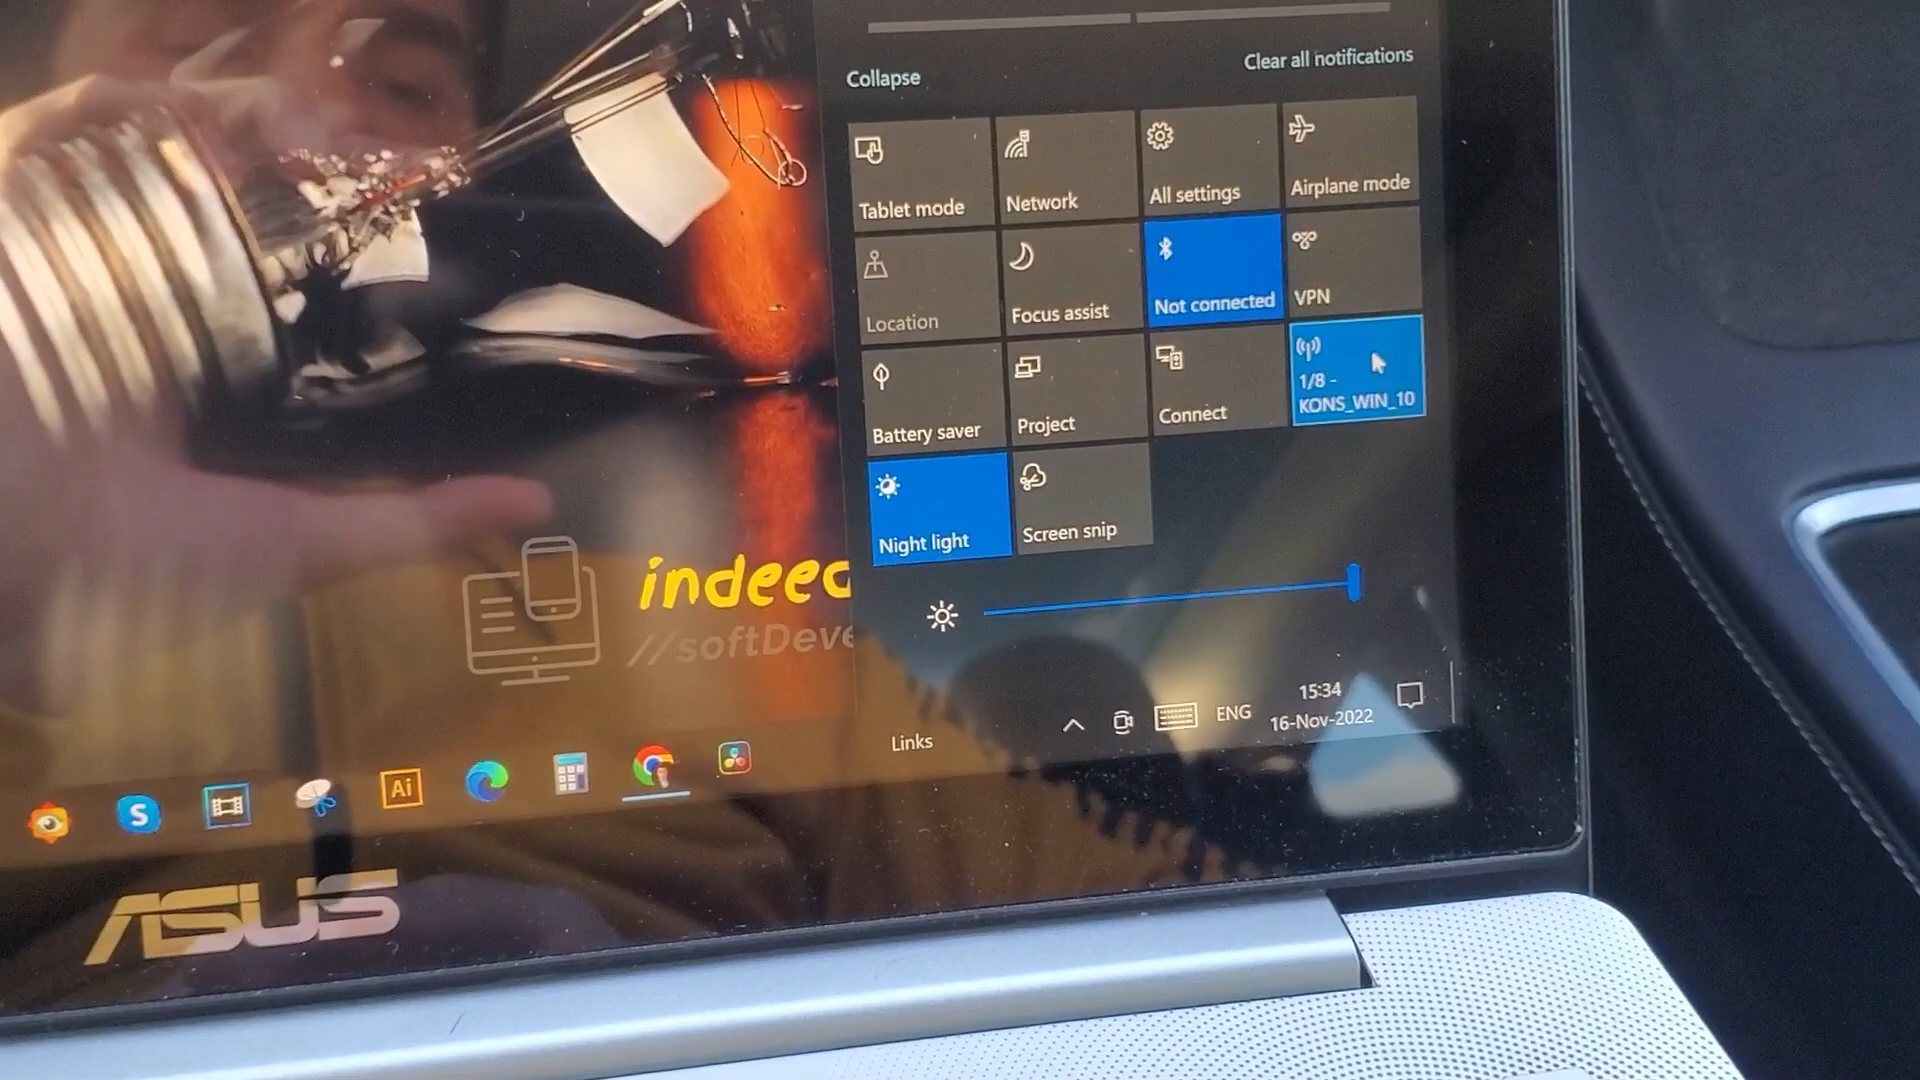 Clear all notifications
Collapse
Tablet mode
Network
All settings
Airplane mode
Location
Focus assist
Not connected
VPN
Battery saver
Project
Connect
1/8 -
KONS_WIN_10
Night light
Screen snip
indeed
//softDeve
ENG
15:34
16-Nov-2022
Links
S
Ai
ASUS